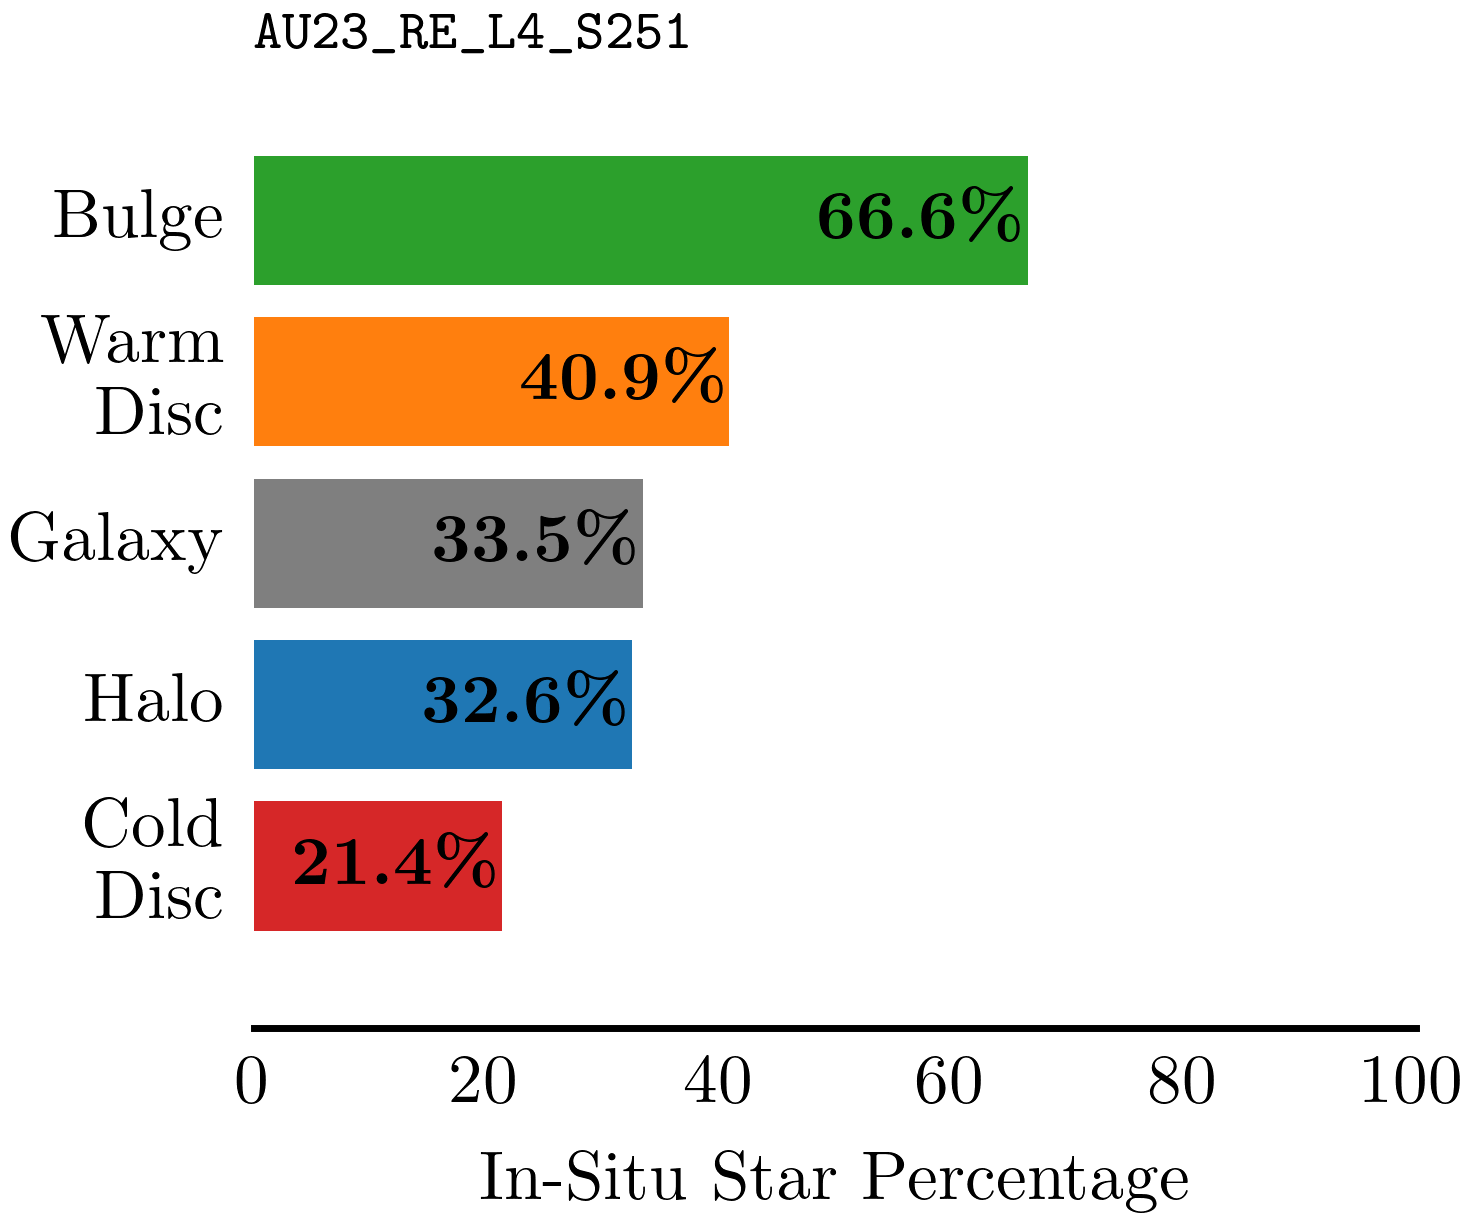 AU23_RE_L4_S251
Bulge
66.6%
Warm
Disc
40.9%
Galaxy
33.5%
Halo
32.6%
Cold
Disc
21.4%
0 20 40 60 80 100
In-Situ Star Percentage